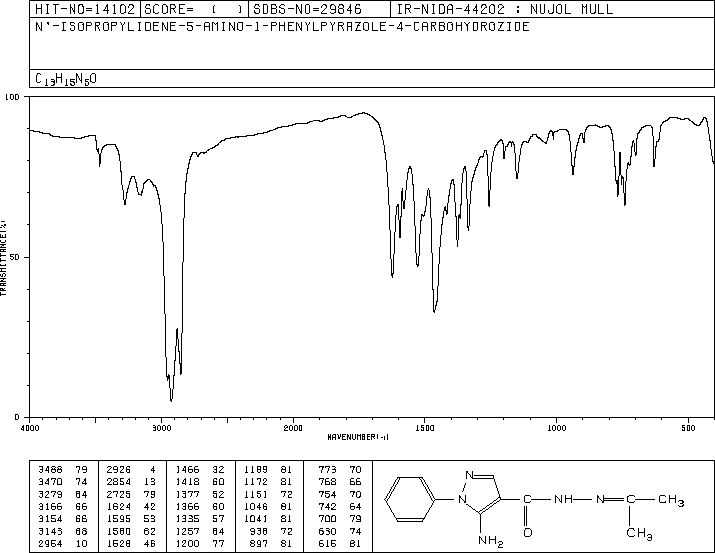 HIT-NO=14102 SCORE= ( ) SDBS-NO=29846 IR-NIDA-44202 : NUJOL MULL
N'-ISOPROPYLIDENE-5-AMINO-1-PHENYLPYRAZOLE-4-CARBOHYDROZIDE
C13H15N5O
100
50
0
TRANSMITTANCE(%)
4000 3000 2000 1500 1000 500
WAVENUMBER(-1)
3488 79 2926 4 1466 32 1189 81 773 70
3470 74 2854 13 1418 60 1172 81 768 66
3279 64 2725 79 1377 52 1151 72 754 70
3166 66 1624 42 1366 60 1046 81 742 64
3154 66 1595 53 1335 57 1041 81 700 79
3143 66 1580 62 1257 64 938 72 630 74
2954 10 1528 46 1200 77 897 81 616 81
N
N
NH2
C
O
NH
N
C
CH3
CH3